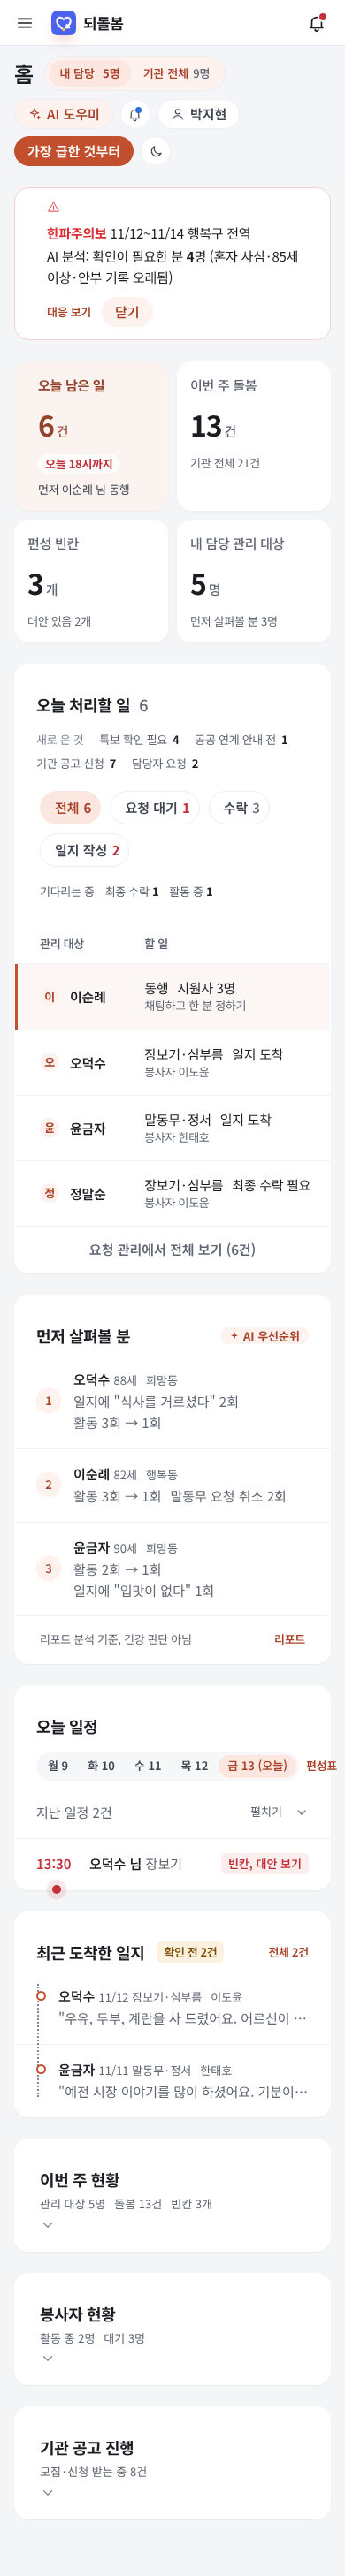 되돌봄
홈 내 담당 5명 기관 전체 9명
AI 도우미 박지현
가장 급한 것부터
한파주의보 11/12~11/14 행복구 전역
AI 분석: 확인이 필요한 분 4명 (혼자 사심·85세
이상·안부 기록 오래됨)
대응 보기 닫기
오늘 남은 일
6건
오늘 18시까지
먼저 이순례 님 동행
이번 주 돌봄
13건
기관 전체 21건
편성 빈칸
3개
대안 있음 2개
내 담당 관리 대상
5명
먼저 살펴볼 분 3명
오늘 처리할 일 6
새로 온 것 특보 확인 필요 4 공공 연계 안내 전 1
기관 공고 신청 7 담당자 요청 2
전체 6 요청 대기 1 수락 3
일지 작성 2
기다리는 중 최종 수락 1 활동 중 1
관리 대상 할 일
이 이순례 동행 지원자 3명
채팅하고 한 분 정하기
오 오덕수 장보기·심부름 일지 도착
봉사자 이도윤
윤 윤금자 말동무·정서 일지 도착
봉사자 한태호
정 정말순 장보기·심부름 최종 수락 필요
봉사자 이도윤
요청 관리에서 전체 보기 (6건)
먼저 살펴볼 분 AI 우선순위
1 오덕수 88세 희망동
일지에 "식사를 거르셨다" 2회
활동 3회 → 1회
2 이순례 82세 행복동
활동 3회 → 1회 말동무 요청 취소 2회
3 윤금자 90세 희망동
활동 2회 → 1회
일지에 "입맛이 없다" 1회
리포트 분석 기준, 건강 판단 아님 리포트
오늘 일정
월 9 화 10 수 11 목 12 금 13 (오늘) 편성표
지난 일정 2건 펼치기
13:30 오덕수 님 장보기 빈칸, 대안 보기
최근 도착한 일지 확인 전 2건 전체 2건
오덕수 11/12 장보기·심부름 이도윤
"우유, 두부, 계란을 사 드렸어요. 어르신이 …
윤금자 11/11 말동무·정서 한태호
"예전 시장 이야기를 많이 하셨어요. 기분이…
이번 주 현황
관리 대상 5명 돌봄 13건 빈칸 3개
봉사자 현황
활동 중 2명 대기 3명
기관 공고 진행
모집·신청 받는 중 8건